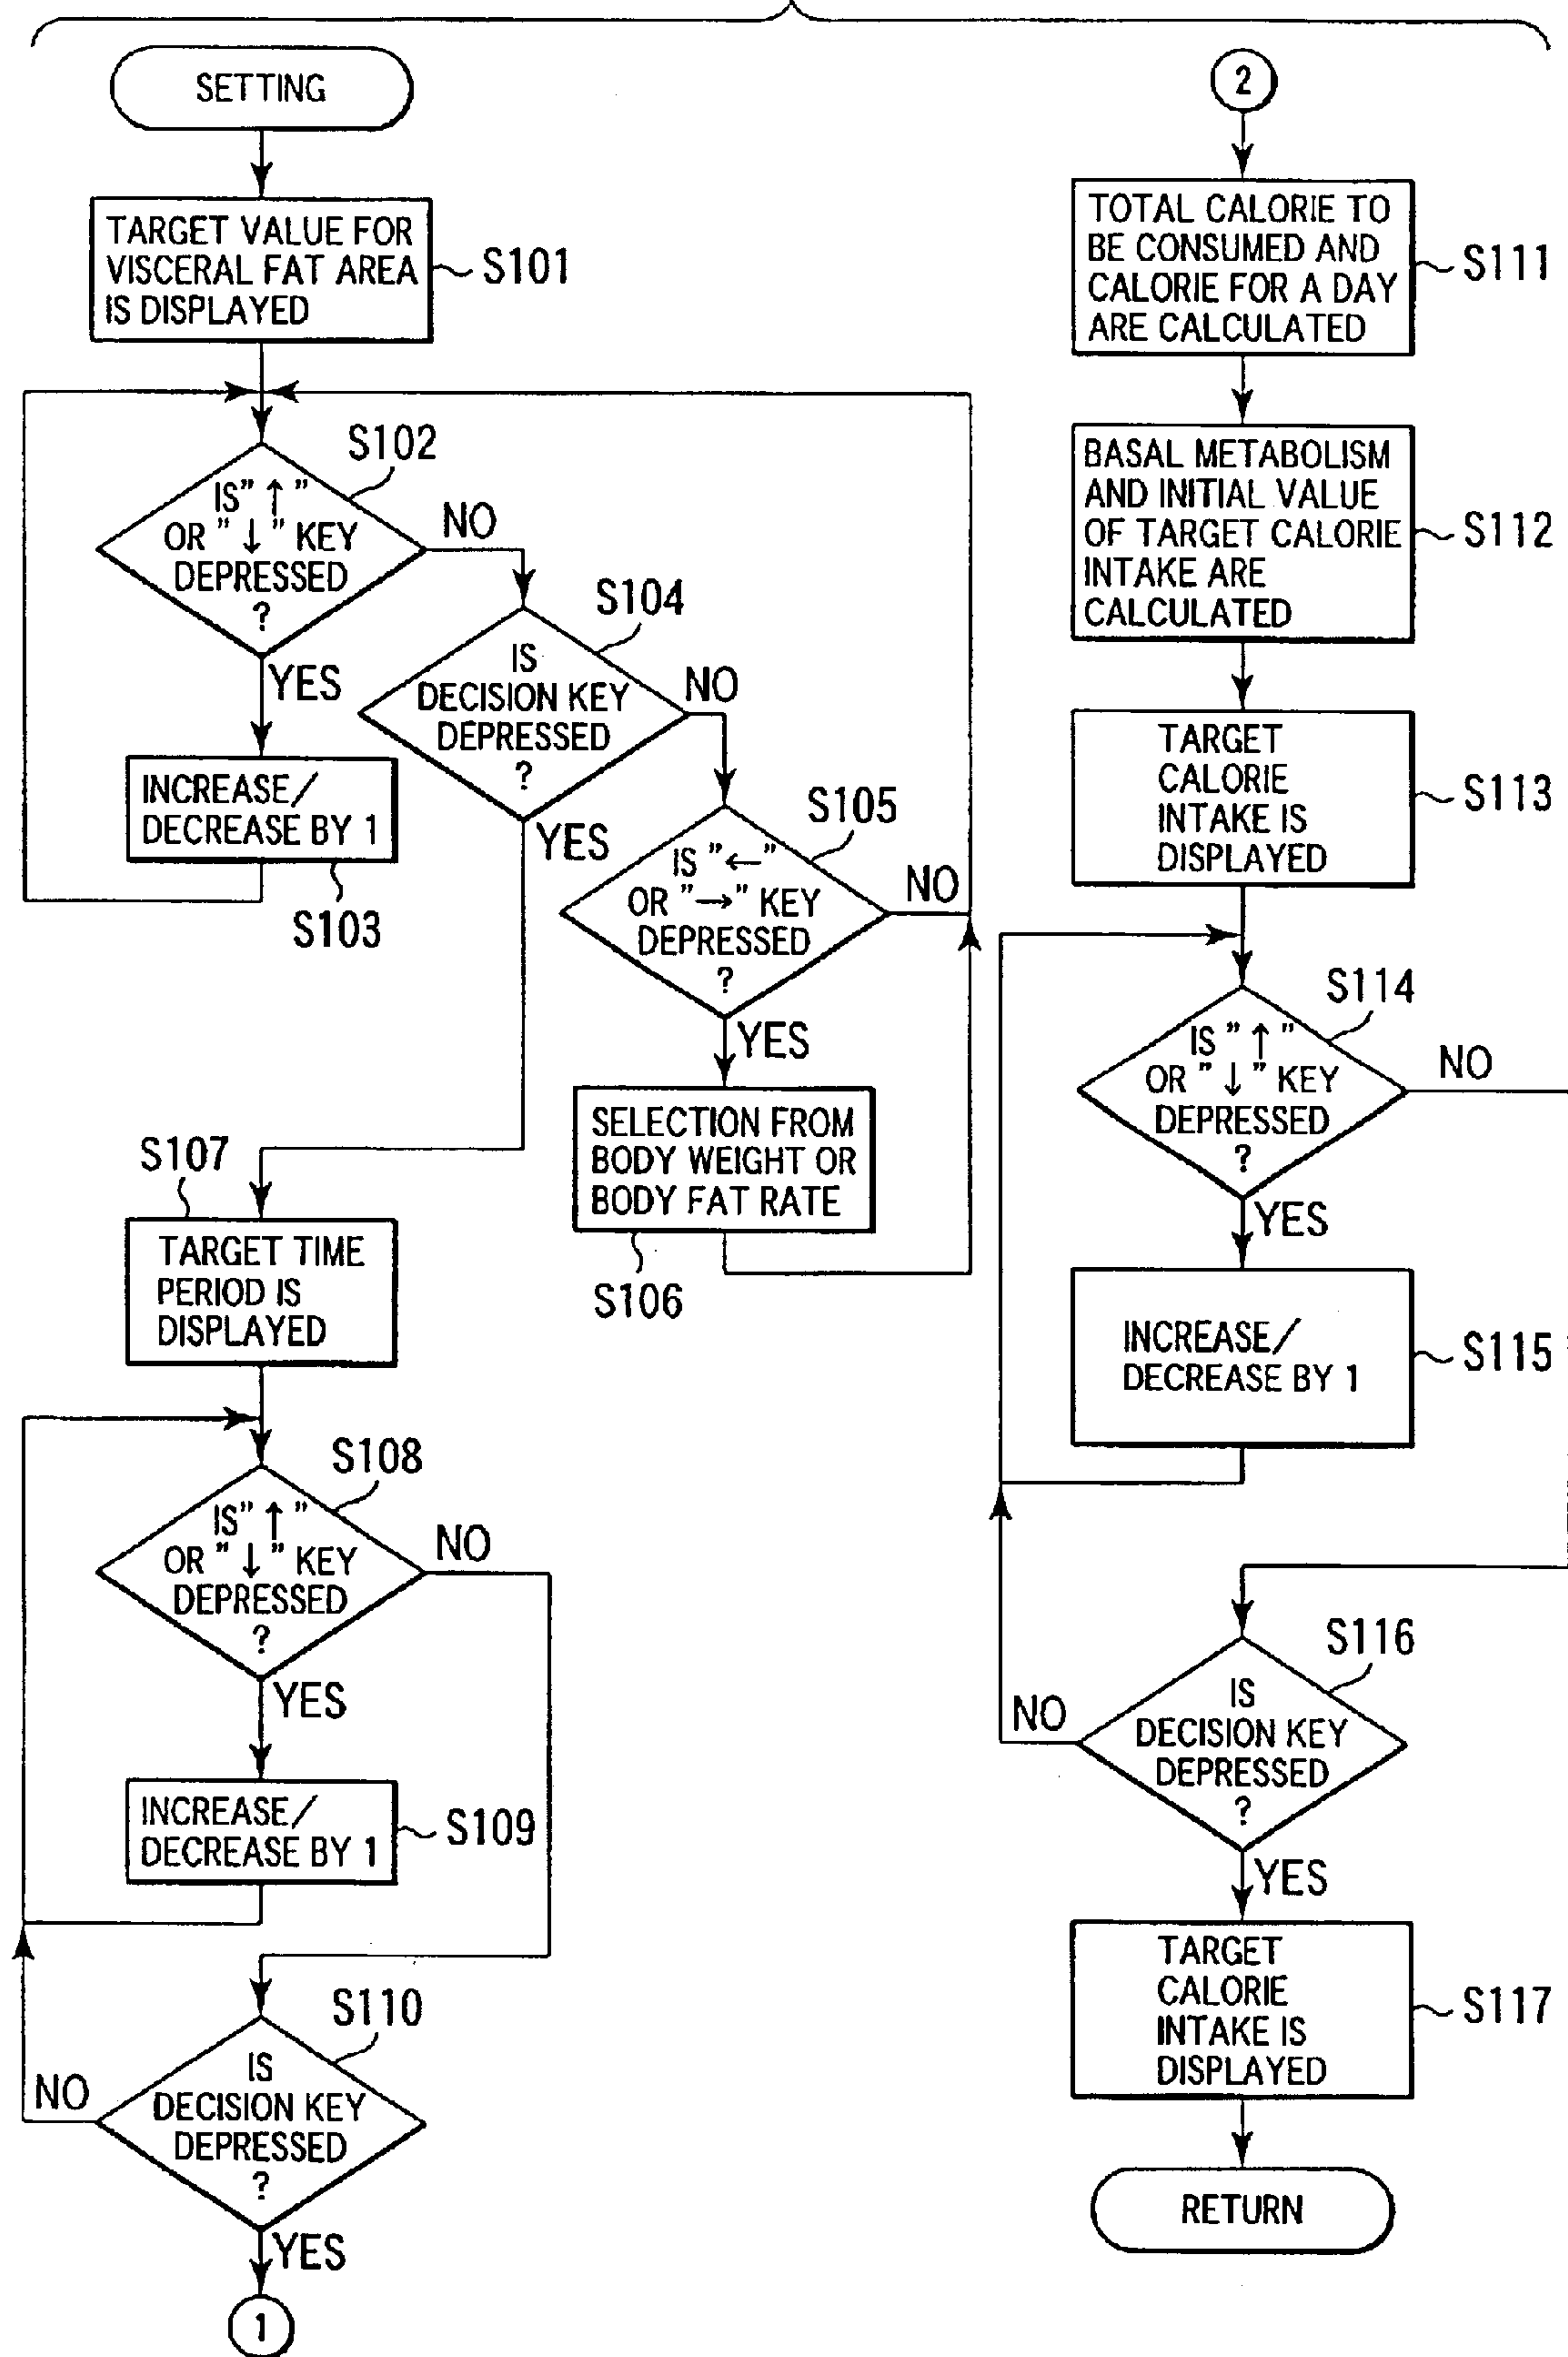 SETTING
TARGET VALUE FOR
VISCERAL FAT AREA
IS DISPLAYED
S101
S102
IS" ↑ "
OR " ↓ " KEY
DEPRESSED
?
NO
YES
INCREASE/
DECREASE BY 1
S103
S104
IS
DECISION KEY
DEPRESSED
?
NO
YES
S105
IS "←"
OR "→" KEY
DEPRESSED
?
NO
YES
SELECTION FROM
BODY WEIGHT OR
BODY FAT RATE
S106
S107
TARGET TIME
PERIOD IS
DISPLAYED
S108
IS" ↑ "
OR " ↓ " KEY
DEPRESSED
?
NO
YES
INCREASE/
DECREASE BY 1
S109
S110
IS
DECISION KEY
DEPRESSED
?
NO
YES
1
2
TOTAL CALORIE TO
BE CONSUMED AND
CALORIE FOR A DAY
ARE CALCULATED
S111
BASAL METABOLISM
AND INITIAL VALUE
OF TARGET CALORIE
INTAKE ARE
CALCULATED
S112
TARGET
CALORIE
INTAKE IS
DISPLAYED
S113
S114
IS " ↑ "
OR " ↓ " KEY
DEPRESSED
?
NO
YES
INCREASE/
DECREASE BY 1
S115
S116
IS
DECISION KEY
DEPRESSED
?
NO
YES
TARGET
CALORIE
INTAKE IS
DISPLAYED
S117
RETURN